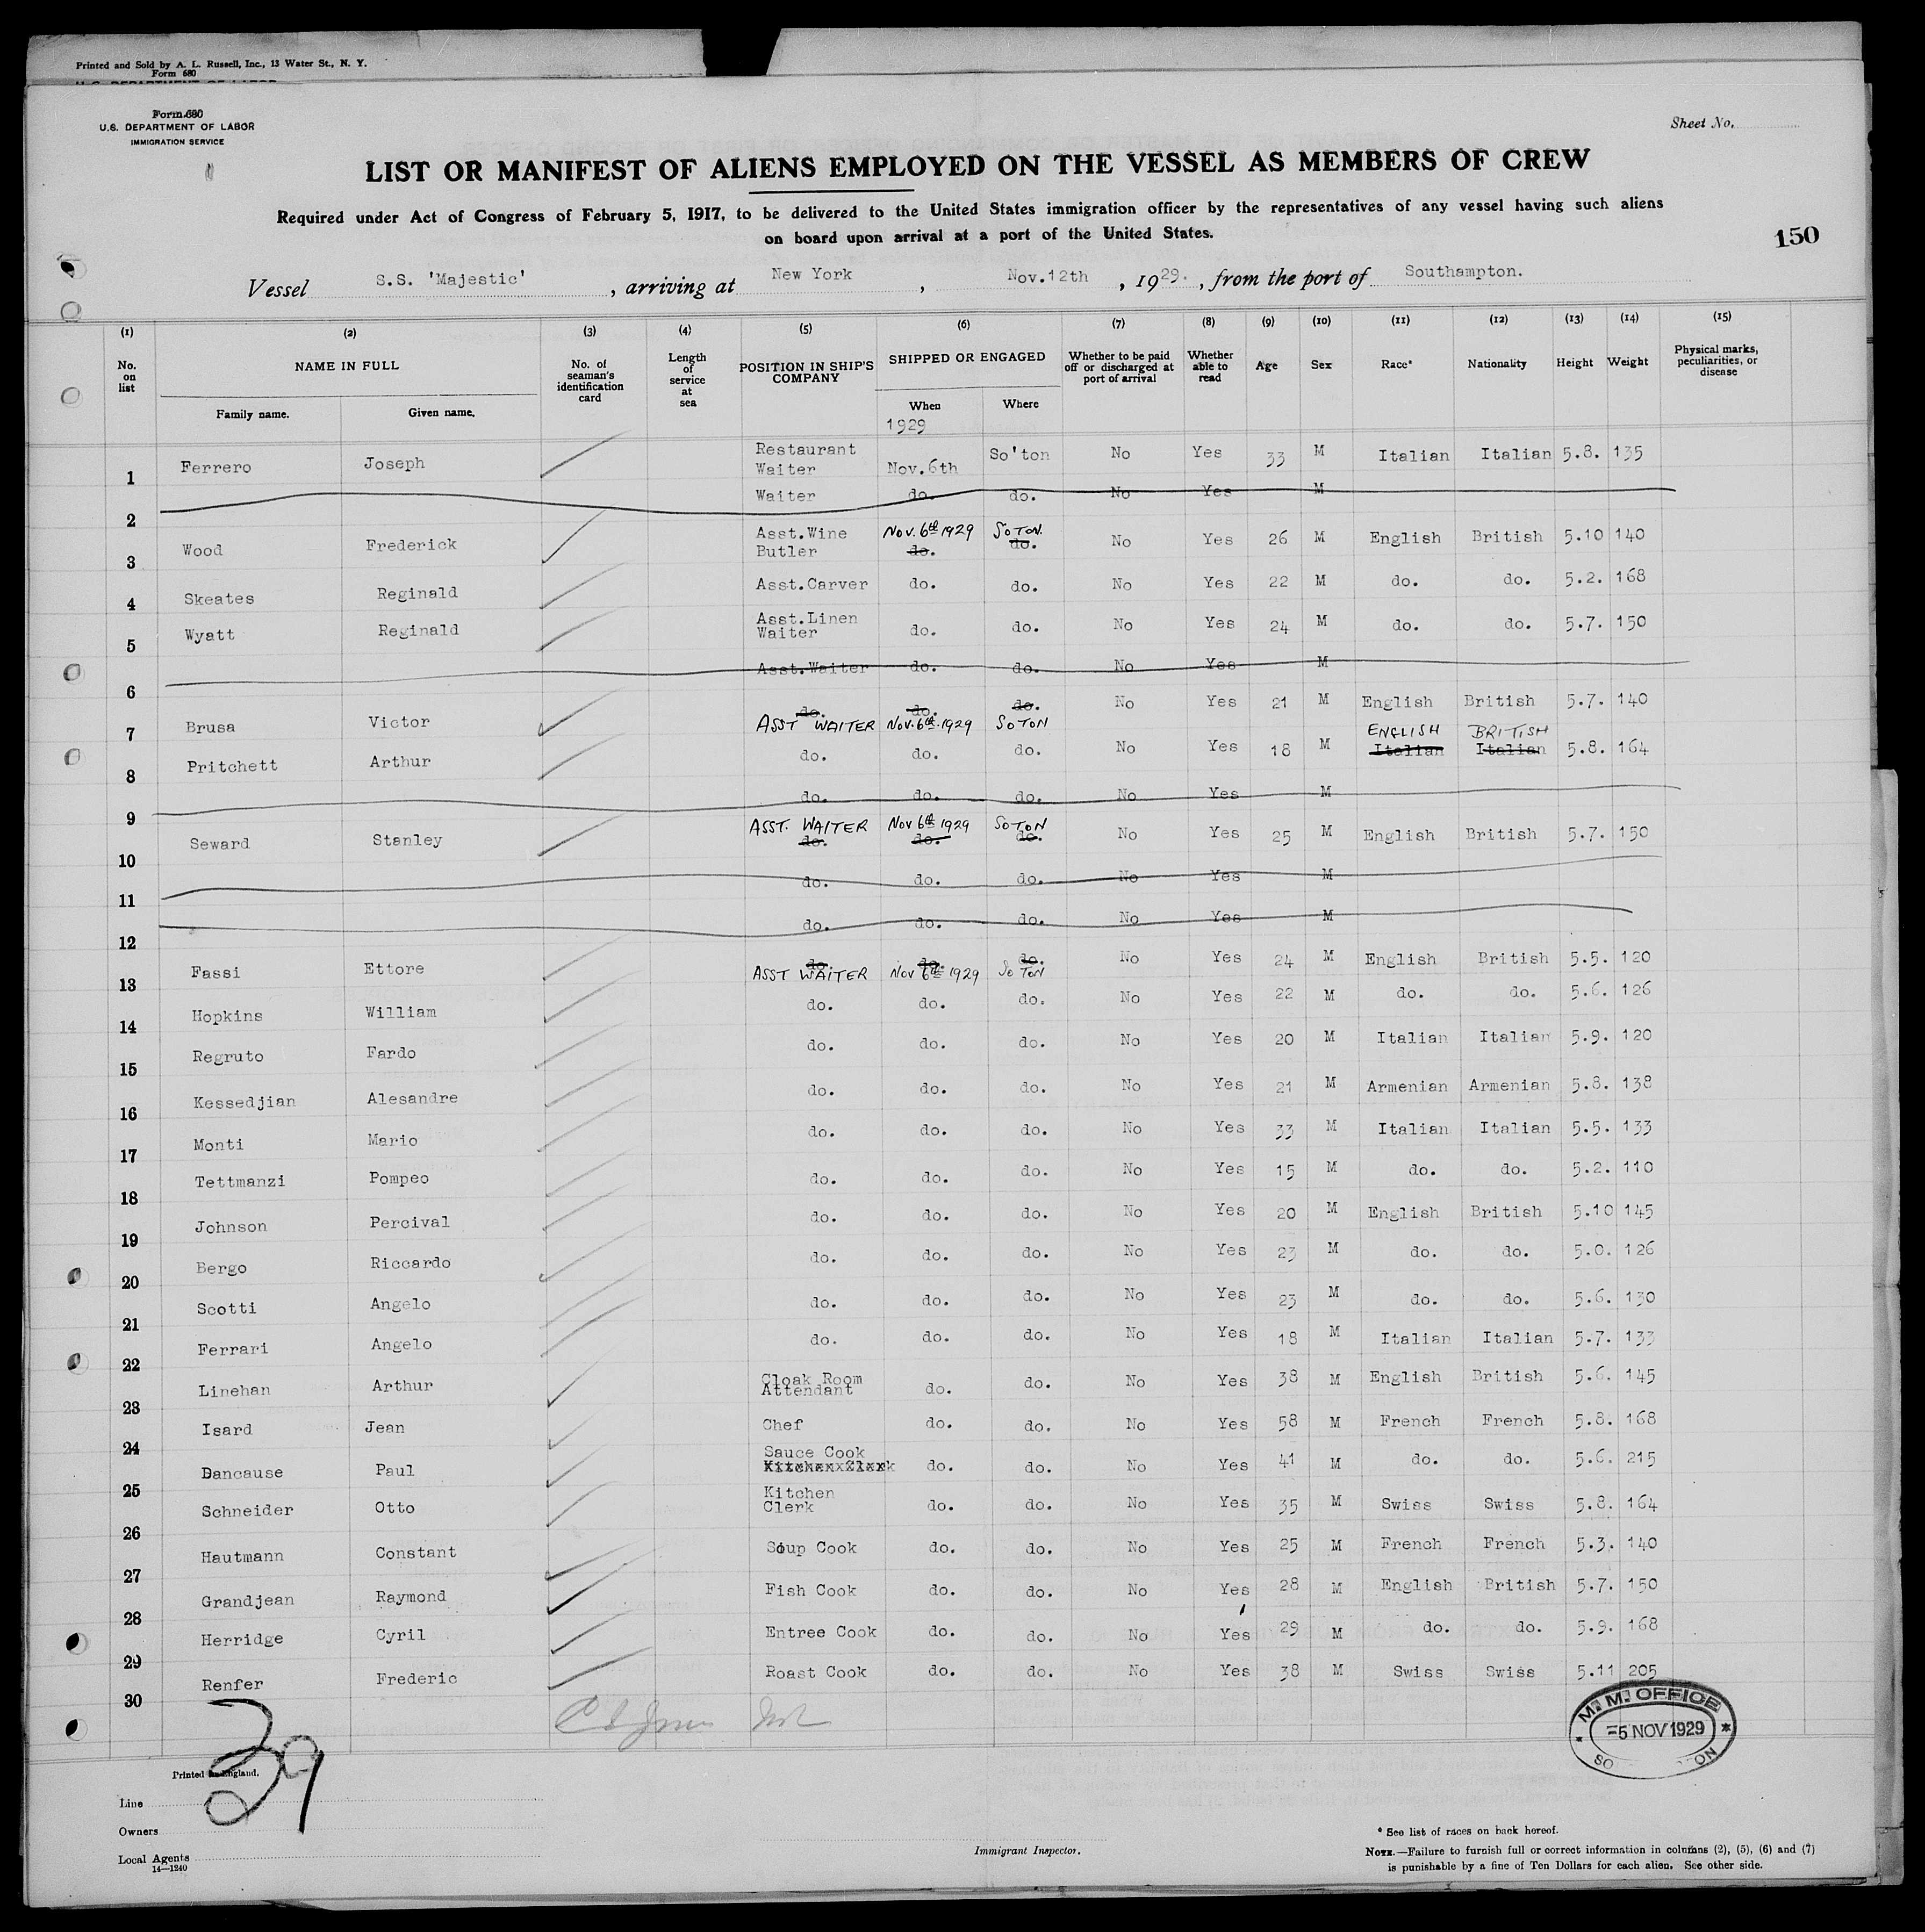 Printed and Sold by A. L. Russell, Inc., 13 Water St., N. Y.
Form 680
Form 680
U.S. DEPARTMENT OF LABOR
IMMIGRATION SERVICE
Sheet No.
LIST OR MANIFEST OF ALIENS EMPLOYED ON THE VESSEL AS MEMBERS OF CREW
Required under Act of Congress of February 5, 1917, to be delivered to the United States immigration officer by the representatives of any vessel having such aliens
on board upon arrival at a port of the United States.
150
Vessel S.S. 'Majestic' , arriving at New York , Nov.12th , 1929. , from the port of Southampton.
(1) (2) (3) (4) (5) (6) (7) (8) (9) (10) (11) (12) (13) (14) (15)
No. on list NAME IN FULL No. of seaman's identification card Length of service at sea POSITION IN SHIP'S COMPANY SHIPPED OR ENGAGED Whether to be paid off or discharged at port of arrival Whether able to read Age Sex Race* Nationality Height Weight Physical marks, peculiarities, or disease
Family name. Given name. When Where
1929
1 Ferrero Joseph Restaurant Waiter Nov.6th So'ton No Yes 33 M Italian Italian 5.8. 135
2 Waiter do. do. No Yes M
3 Wood Frederick Asst.Wine Butler Nov. 6th 1929 do. SoTON. do. No Yes 26 M English British 5.10 140
4 Skeates Reginald Asst.Carver do. do. No Yes 22 M do. do. 5.2. 168
5 Wyatt Reginald Asst.Linen Waiter do. do. No Yes 24 M do. do. 5.7. 150
6 Asst.Waiter do. do. No Yes M
7 Brusa Victor do. ASST WAITER do. Nov. 6th 1929 do. SoTON No Yes 21 M English British 5.7. 140
8 Pritchett Arthur do. do. do. No Yes 18 M ENGLISH Italian BRITISH Italian 5.8. 164
9 do. do. do. No Yes M
10 Seward Stanley ASST. WAITER do. Nov 6th 1929 do. SoTON do. No Yes 25 M English British 5.7. 150
11 do. do. do. No Yes M
12 do. do. do. No Yes M
13 Fassi Ettore do. ASST WAITER do. Nov 6th 1929 do. So TON No Yes 24 M English British 5.5. 120
14 Hopkins William do. do. do. No Yes 22 M do. do. 5.6. 126
15 Regruto Fardo do. do. do. No Yes 20 M Italian Italian 5.9. 120
16 Kessedjian Alesandre do. do. do. No Yes 21 M Armenian Armenian 5.8. 138
17 Monti Mario do. do. do. No Yes 33 M Italian Italian 5.5. 133
18 Tettmanzi Pompeo do. do. do. No Yes 15 M do. do. 5.2. 110
19 Johnson Percival do. do. do. No Yes 20 M English British 5.10 145
20 Bergo Riccardo do. do. do. No Yes 23 M do. do. 5.0. 126
21 Scotti Angelo do. do. do. No Yes 23 M do. do. 5.6. 130
22 Ferrari Angelo do. do. do. No Yes 18 M Italian Italian 5.7. 133
23 Linehan Arthur Cloak Room Attendant do. do. No Yes 38 M English British 5.6. 145
24 Isard Jean Chef do. do. No Yes 58 M French French 5.8. 168
25 Dancause Paul Sauce Cook Kitchen Clerk do. do. No Yes 41 M do. do. 5.6. 215
26 Schneider Otto Kitchen Clerk do. do. No Yes 35 M Swiss Swiss 5.8. 164
27 Hautmann Constant Soup Cook do. do. No Yes 25 M French French 5.3. 140
28 Grandjean Raymond Fish Cook do. do. No Yes 28 M English British 5.7. 150
29 Herridge Cyril Entree Cook do. do. No Yes 29 M do. do. 5.9. 168
30 Renfer Frederic Roast Cook do. do. No Yes 38 M Swiss Swiss 5.11 205
M. M. OFFICE
5 NOV 1929
SO ON
29
Printed in England.
Line
Owners
Local Agents
14—1240
Immigrant Inspector.
* See list of races on back hereof.
NOTE.—Failure to furnish full or correct information in columns (2), (5), (6) and (7)
is punishable by a fine of Ten Dollars for each alien. See other side.